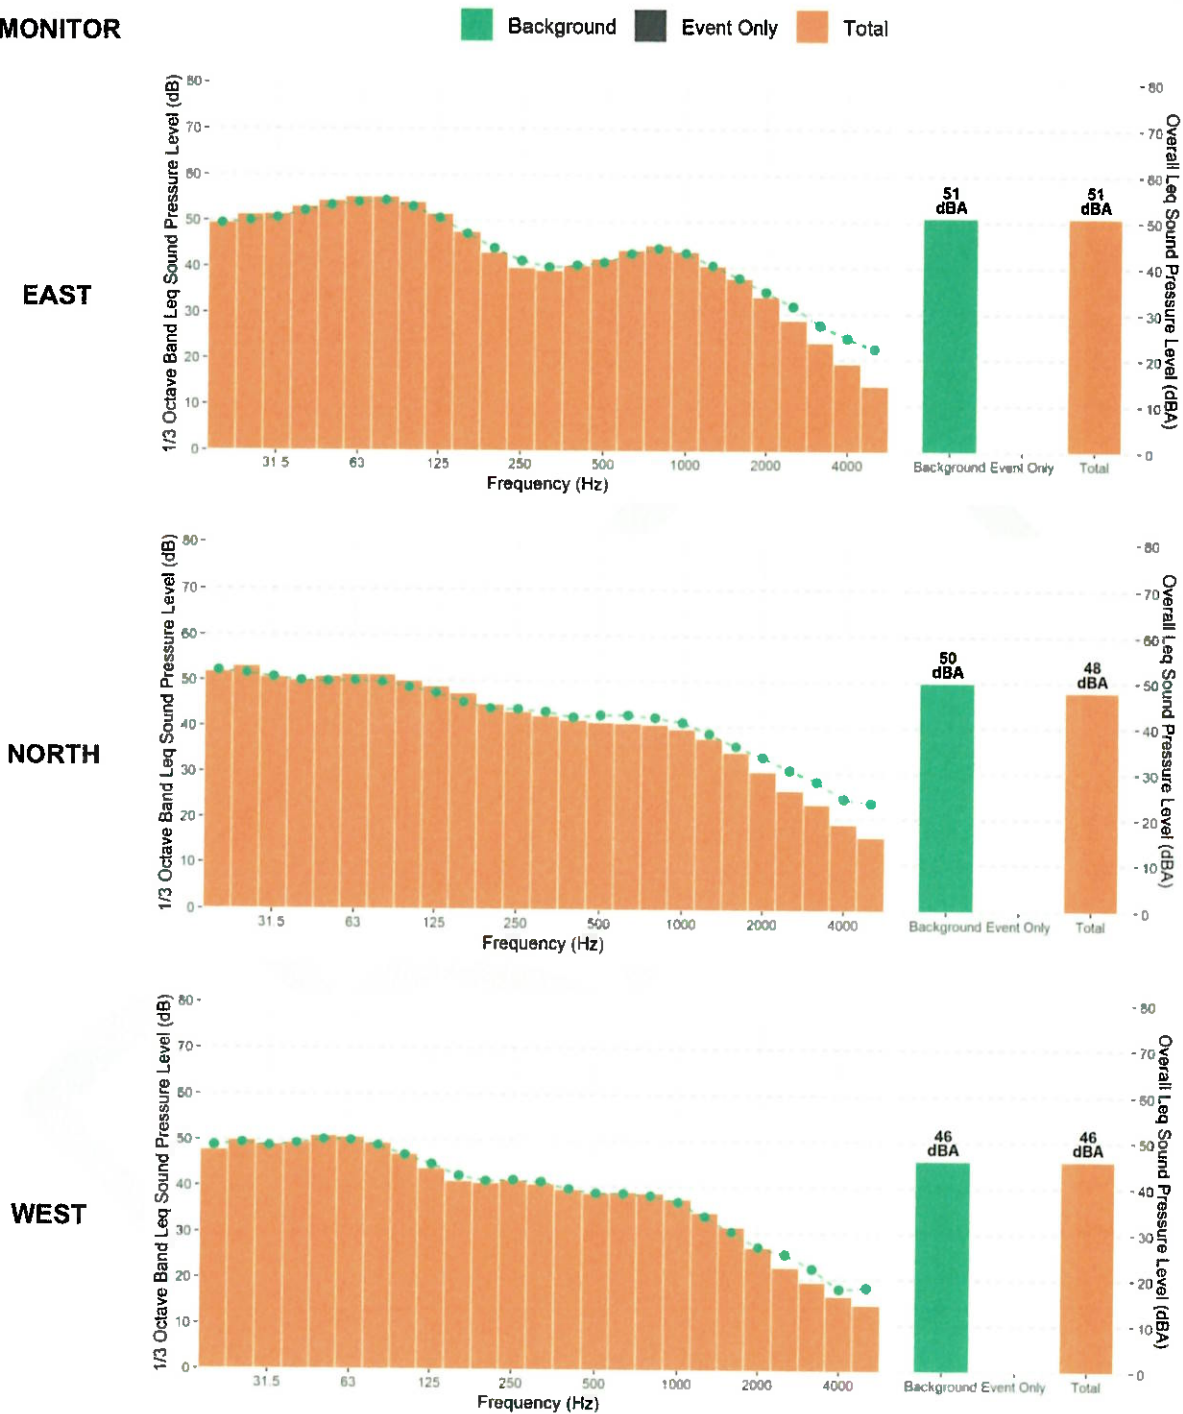 MONITOR
Background Event Only Total
EAST
1/3 Octave Band Leq Sound Pressure Level (dB)
80
70
60
50
40
30
20
10
0
31.5 63 125 250 500 1000 2000 4000
Frequency (Hz)
51
dBA
51
dBA
Background Event Only Total
80
70
60
50
40
30
20
10
0
Overall Leq Sound Pressure Level (dBA)
NORTH
1/3 Octave Band Leq Sound Pressure Level (dB)
80
70
60
50
40
30
20
10
0
31.5 63 125 250 500 1000 2000 4000
Frequency (Hz)
50
dBA
48
dBA
Background Event Only Total
80
70
60
50
40
30
20
10
0
Overall Leq Sound Pressure Level (dBA)
WEST
1/3 Octave Band Leq Sound Pressure Level (dB)
80
70
60
50
40
30
20
10
0
31.5 63 125 250 500 1000 2000 4000
Frequency (Hz)
46
dBA
46
dBA
Background Event Only Total
80
70
60
50
40
30
20
10
0
Overall Leq Sound Pressure Level (dBA)